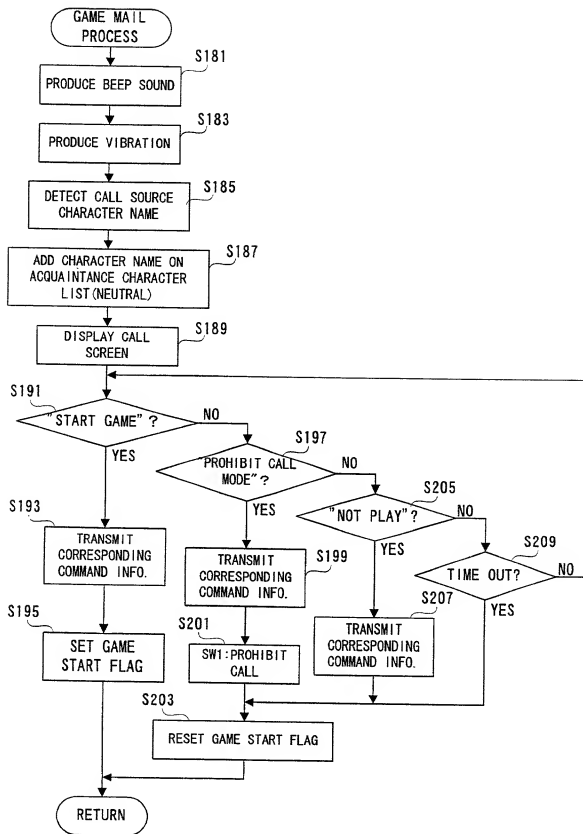 GAME MAIL
PROCESS
S181
PRODUCE BEEP SOUND
S183
PRODUCE VIBRATION
S185
DETECT CALL SOURCE
CHARACTER NAME
S187
ADD CHARACTER NAME ON
ACQUAINTANCE CHARACTER
LIST(NEUTRAL)
S189
DISPLAY CALL
SCREEN
S191
"START GAME"?
NO
YES
S197
"PROHIBIT CALL
MODE"?
NO
YES
S205
"NOT PLAY"?
NO
YES
S209
TIME OUT?
NO
YES
S193
TRANSMIT
CORRESPONDING
COMMAND INFO.
S199
TRANSMIT
CORRESPONDING
COMMAND INFO.
S207
TRANSMIT
CORRESPONDING
COMMAND INFO.
S195
SET GAME
START FLAG
S201
SW1:PROHIBIT
CALL
S203
RESET GAME START FLAG
RETURN